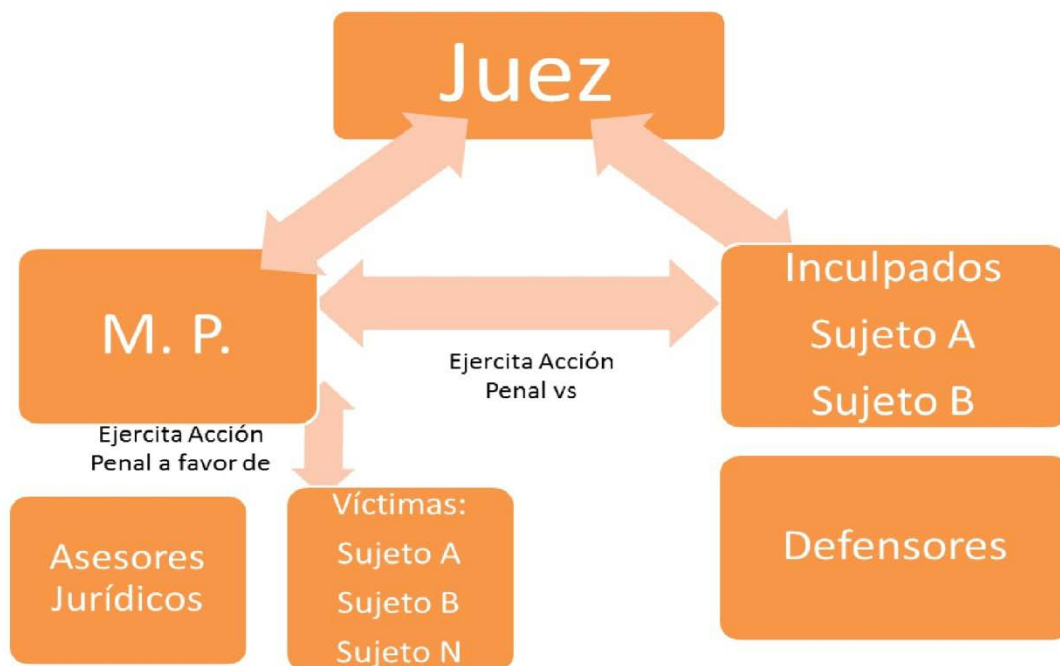 Juez
M. P.
Inculpados
Sujeto A
Sujeto B
Ejercita Acción
Penal vs
Ejercita Acción
Penal a favor de
Asesores
Jurídicos
Víctimas:
Sujeto A
Sujeto B
Sujeto N
Defensores